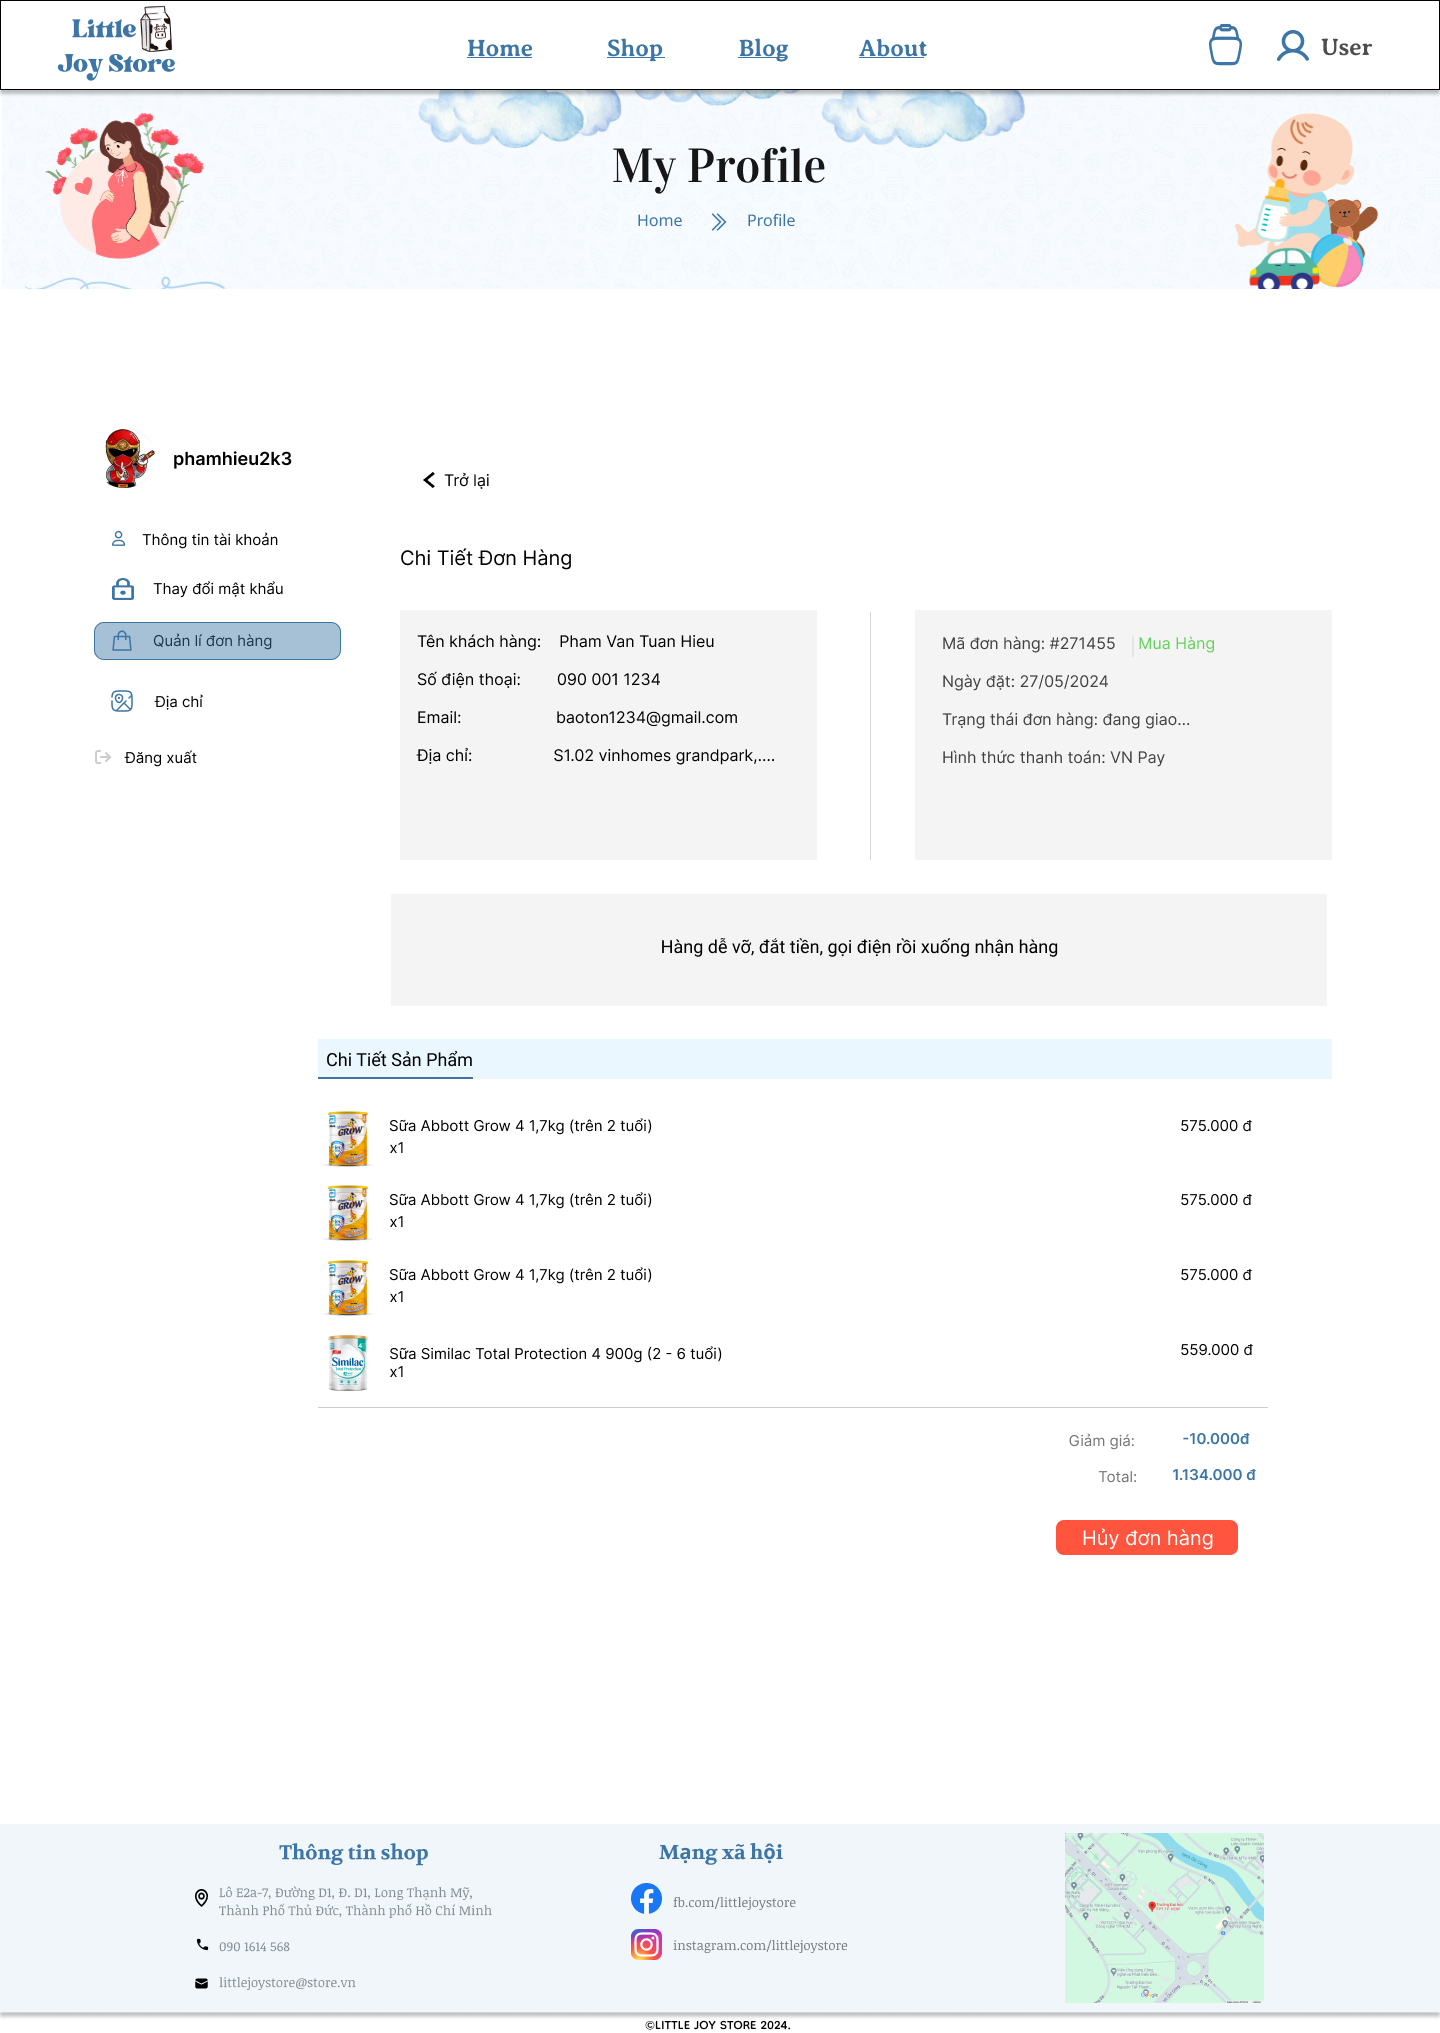 Little
Joy Store
Home Shop Blog About
User
My Profile
Home Profile
phamhieu2k3
Trở lại
Thông tin tài khoản
Thay đổi mật khẩu
Quản lí đơn hàng
Địa chỉ
Đăng xuất
Chi Tiết Đơn Hàng
Tên khách hàng: Pham Van Tuan Hieu
Số điện thoại: 090 001 1234
Email: baoton1234@gmail.com
Địa chỉ: S1.02 vinhomes grandpark,....
Mã đơn hàng: #271455 Mua Hàng
Ngày đặt: 27/05/2024
Trạng thái đơn hàng: đang giao...
Hình thức thanh toán: VN Pay
Hàng dễ vỡ, đắt tiền, gọi điện rồi xuống nhận hàng
Chi Tiết Sản Phẩm
GROW
Sữa Abbott Grow 4 1,7kg (trên 2 tuổi) 575.000 đ
x1
GROW
Sữa Abbott Grow 4 1,7kg (trên 2 tuổi) 575.000 đ
x1
GROW
Sữa Abbott Grow 4 1,7kg (trên 2 tuổi) 575.000 đ
x1
Similac
Total Protection
Sữa Similac Total Protection 4 900g (2 - 6 tuổi) 559.000 đ
x1
Giảm giá: -10.000đ
Total: 1.134.000 đ
Hủy đơn hàng
Thông tin shop
Lô E2a-7, Đường D1, Đ. D1, Long Thạnh Mỹ,
Thành Phố Thủ Đức, Thành phố Hồ Chí Minh
090 1614 568
littlejoystore@store.vn
Mạng xã hội
fb.com/littlejoystore
instagram.com/littlejoystore
Google
©LITTLE JOY STORE 2024.